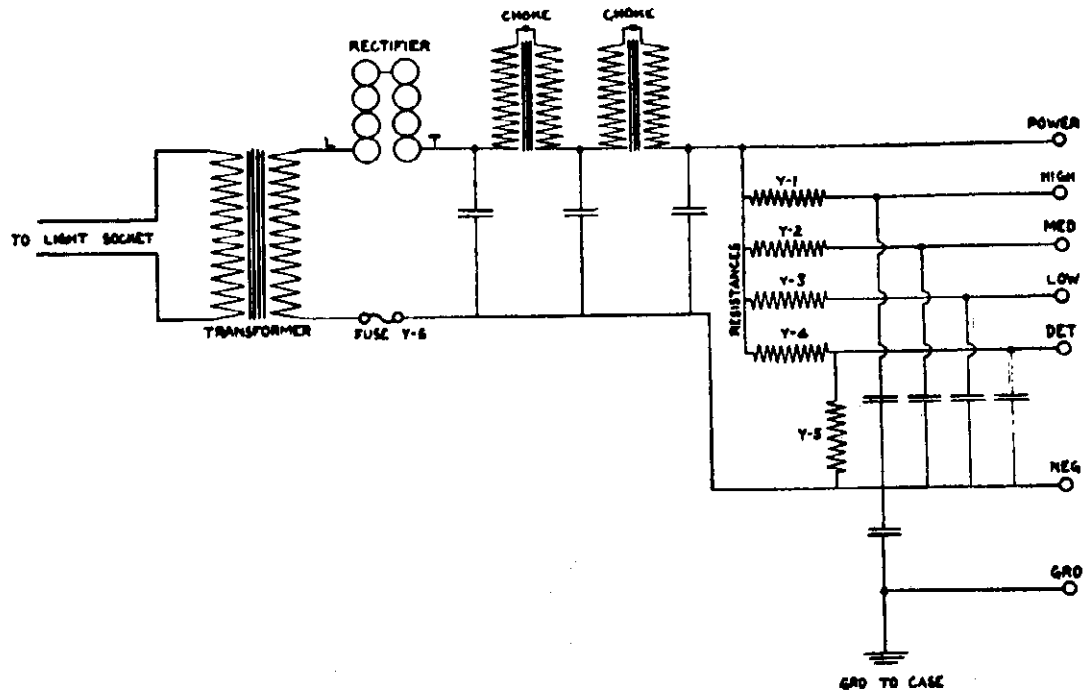 CHOKE
CHOKE
RECTIFIER
POWER
Y-1
HIGH
Y-2
MED
TO LIGHT SOCKET
Y-3
LOW
RESISTANCES
TRANSFORMER
FUSE Y-6
Y-4
DET
Y-5
NEG
GRD
GRD TO CASE